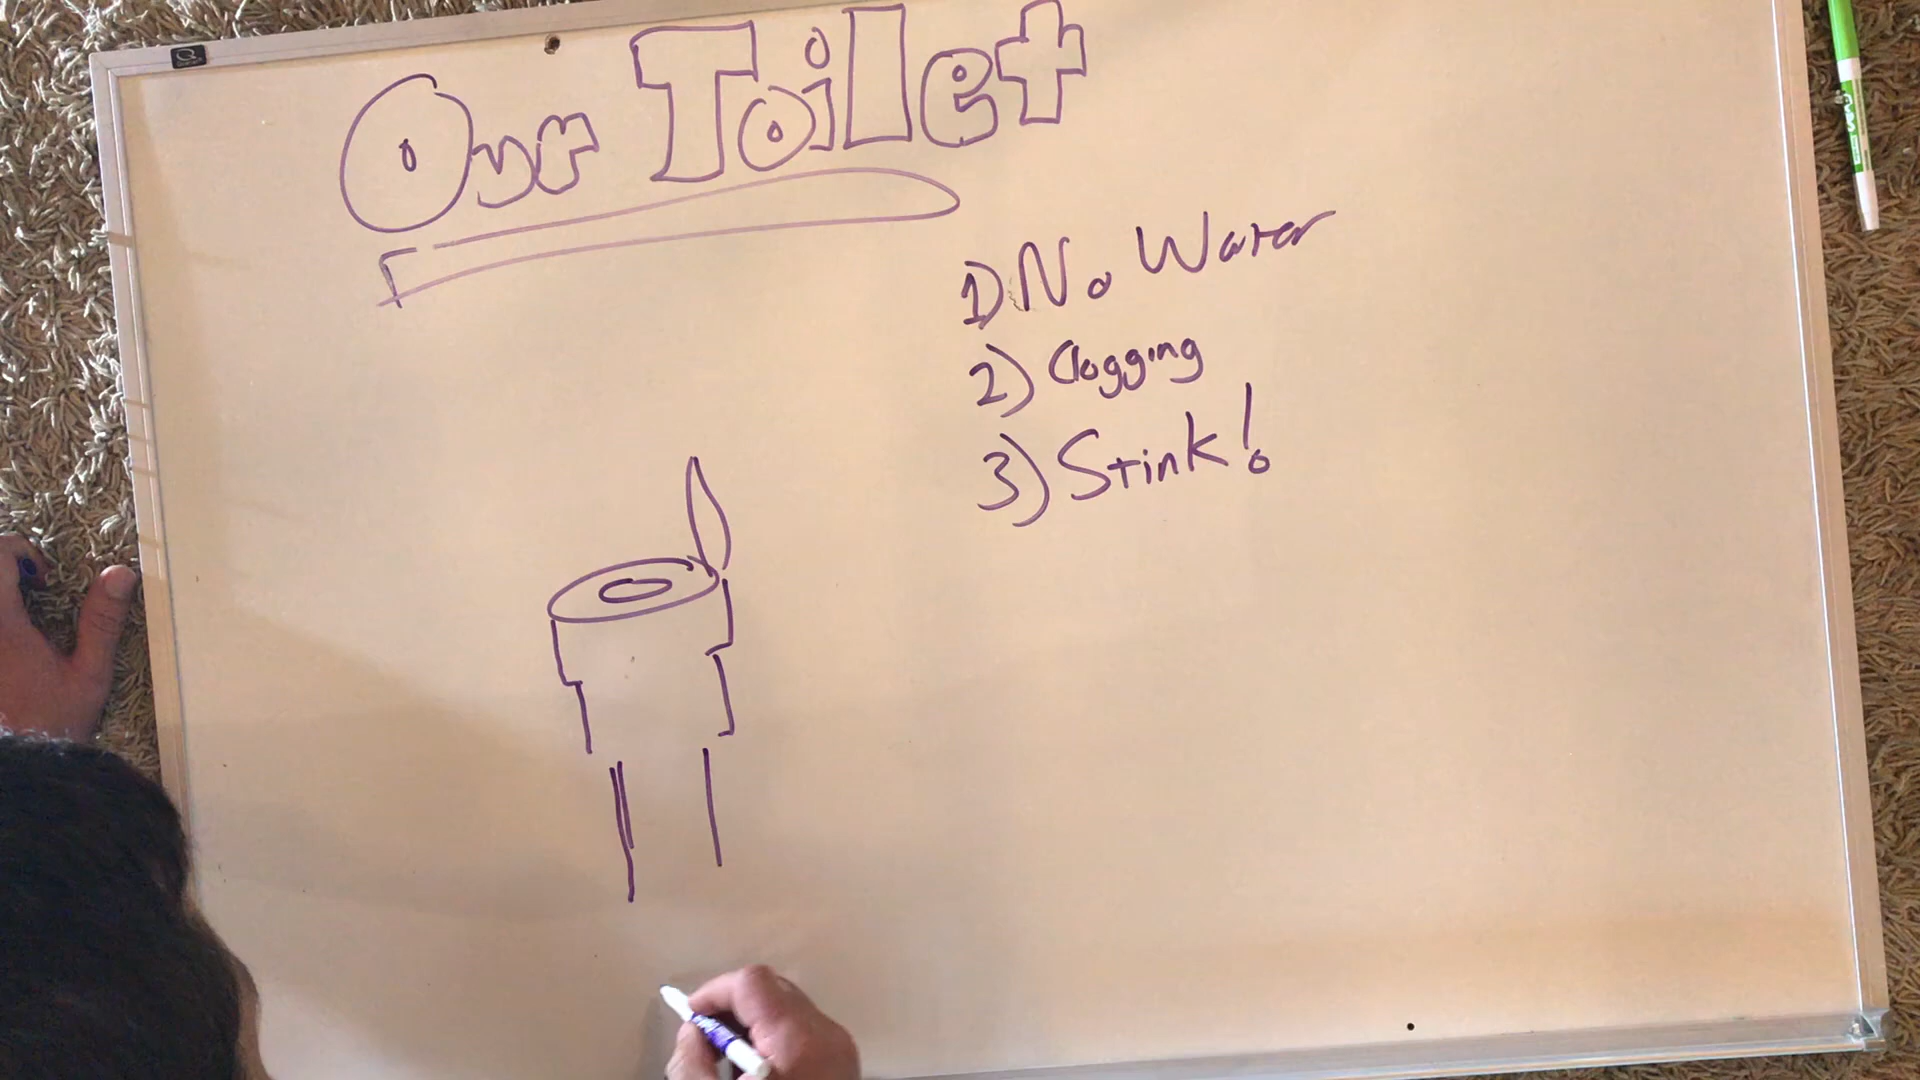 Our Toilet
1) No Water
2) Clogging
3) Stink!